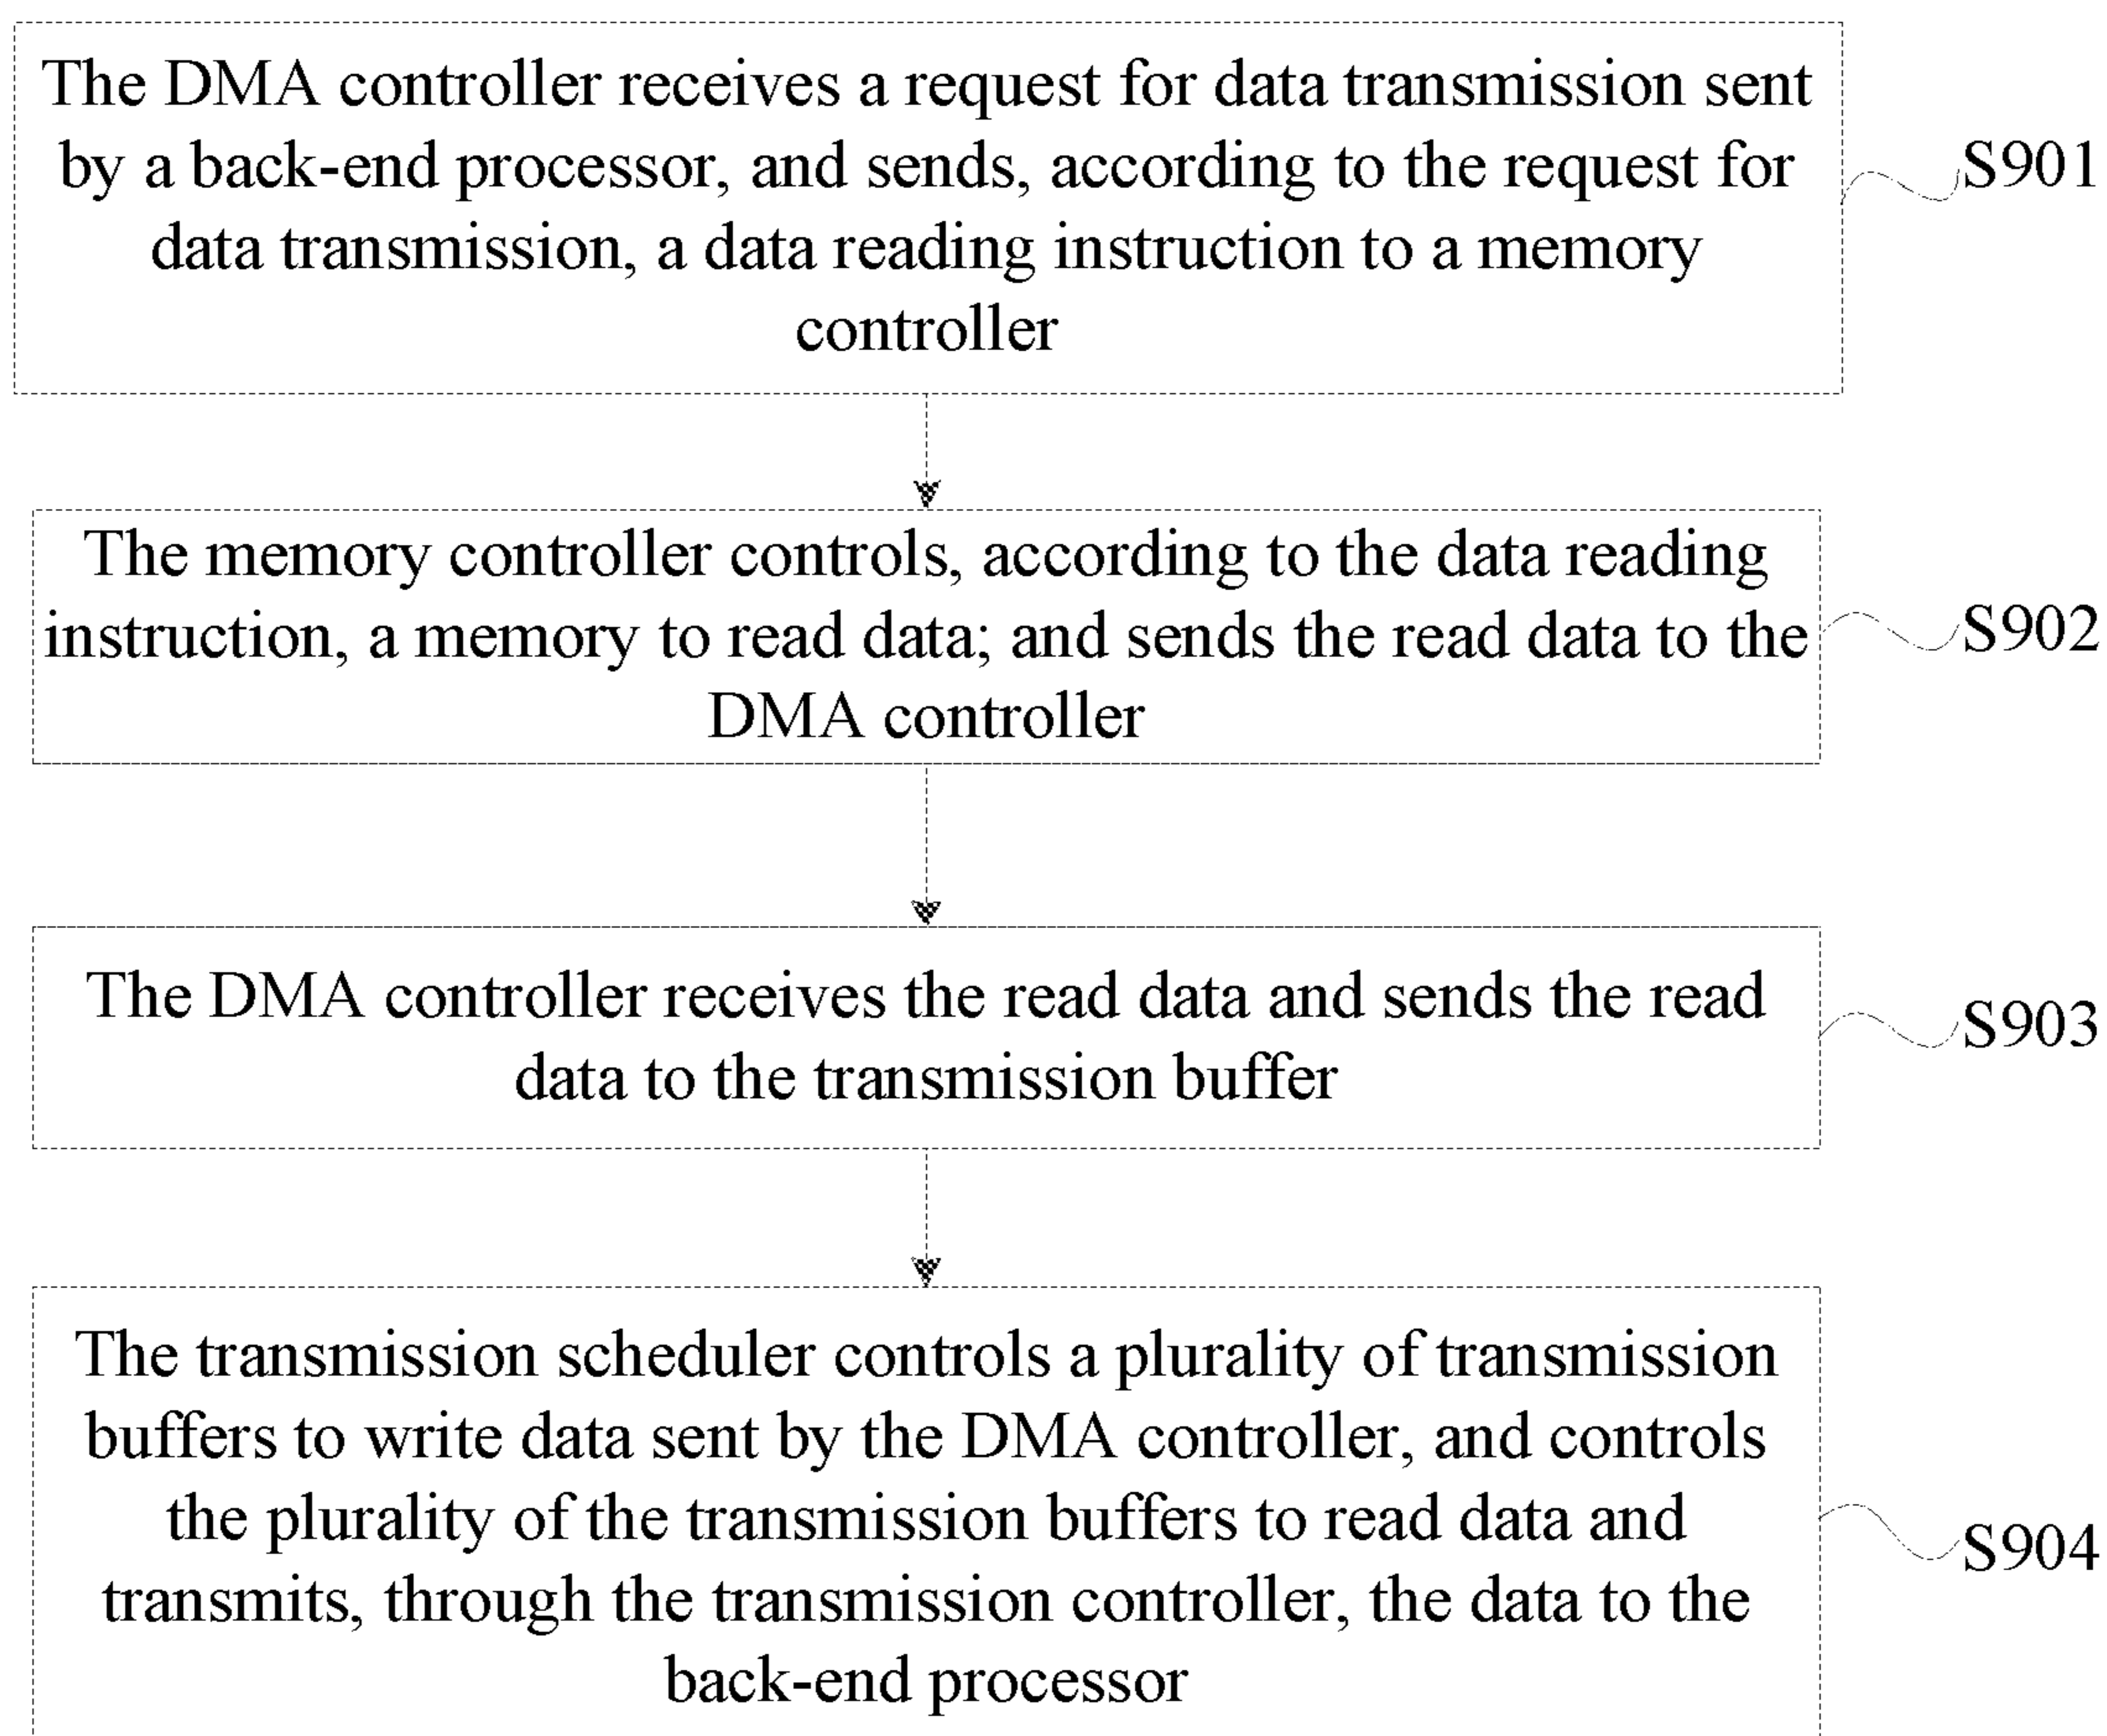 The DMA controller receives a request for data transmission sent
by a back-end processor, and sends, according to the request for
data transmission, a data reading instruction to a memory
controller
S901
The memory controller controls, according to the data reading
instruction, a memory to read data; and sends the read data to the
DMA controller
S902
The DMA controller receives the read data and sends the read
data to the transmission buffer
S903
The transmission scheduler controls a plurality of transmission
buffers to write data sent by the DMA controller, and controls
the plurality of the transmission buffers to read data and
transmits, through the transmission controller, the data to the
back-end processor
S904